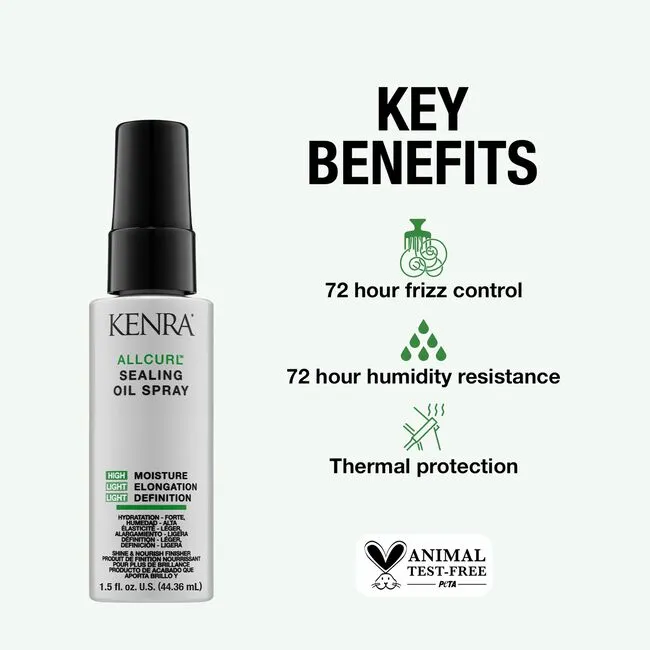 KEY
BENEFITS
72 hour frizz control
72 hour humidity resistance
Thermal protection
KENRA®
ALLCURL™
SEALING
OIL SPRAY
HIGH MOISTURE
LIGHT ELONGATION
LIGHT DEFINITION
HYDRATATION - FORTE,
HUMEDAD - ALTA
ÉLASTICITÉ - LÉGER,
ALARGAMIENTO - LIGERA
DÉFINITION - LÉGER,
DEFINICIÓN - LIGERA
SHINE & NOURISH FINISHER
PRODUIT DE FINITION NOURRISSANT
POUR PLUS DE BRILLANCE
PRODUCTO DE ACABADO QUE
APORTA BRILLO Y
1.5 fl. oz. U.S. (44.36 mL)
ANIMAL
TEST-FREE
PETA